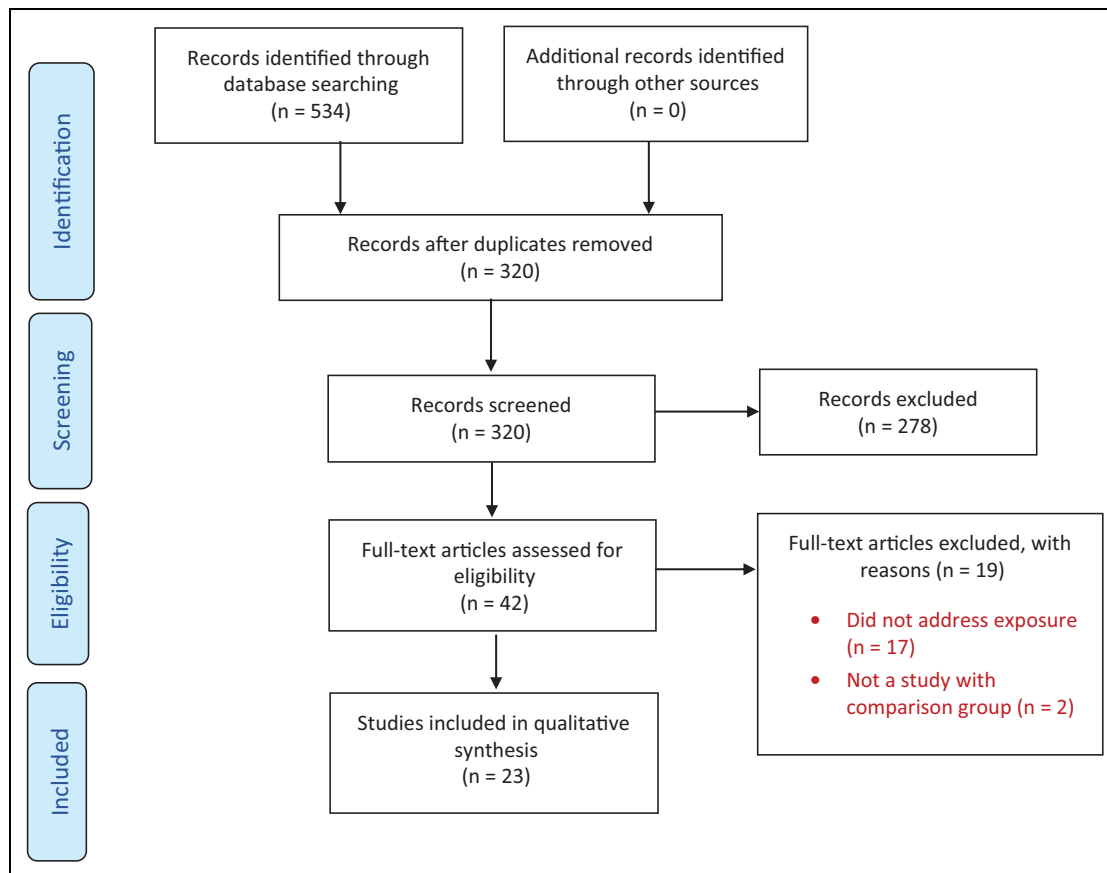 Identification
Records identified through
database searching
(n = 534)
Additional records identified
through other sources
(n = 0)
Records after duplicates removed
(n = 320)
Screening
Records screened
(n = 320)
Records excluded
(n = 278)
Eligibility
Full-text articles assessed for
eligibility
(n = 42)
Full-text articles excluded, with
reasons (n = 19)
• Did not address exposure
(n = 17)
• Not a study with
comparison group (n = 2)
Included
Studies included in qualitative
synthesis
(n = 23)